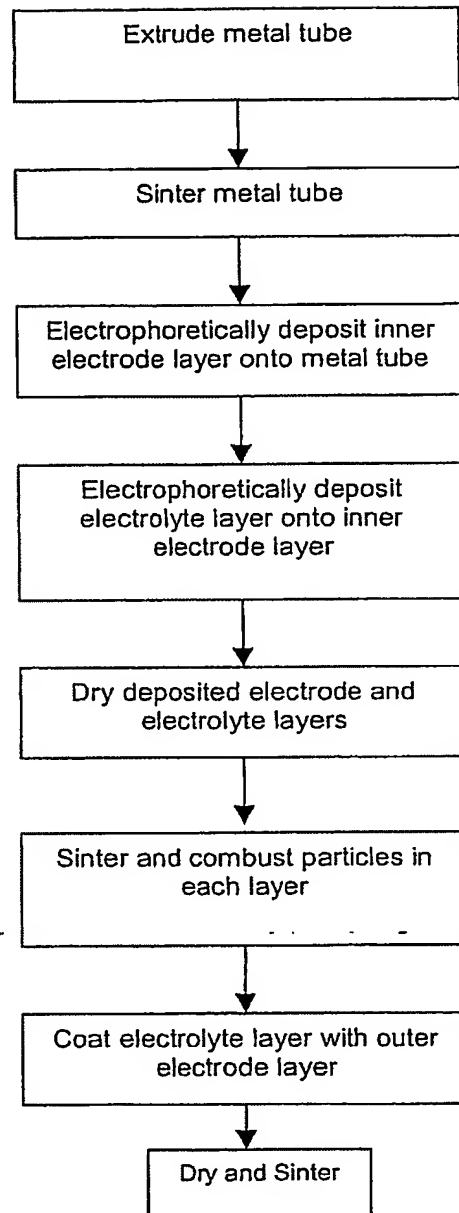 Extrude metal tube
Sinter metal tube
Electrophoretically deposit inner
electrode layer onto metal tube
Electrophoretically deposit
electrolyte layer onto inner
electrode layer
Dry deposited electrode and
electrolyte layers
Sinter and combust particles in
each layer
Coat electrolyte layer with outer
electrode layer
Dry and Sinter